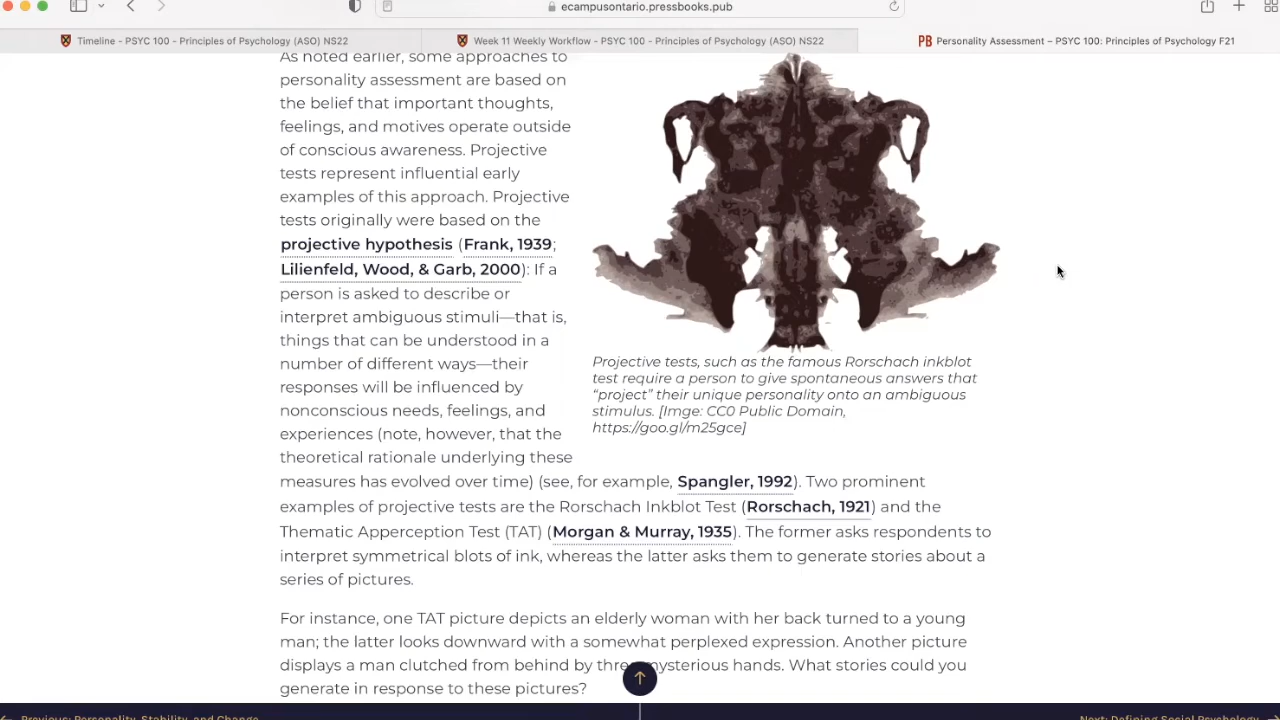 ecampusontario.pressbooks.pub
Timeline - PSYC 100 - Principles of Psychology (ASO) NS22
Week 11 Weekly Workflow - PSYC 100 - Principles of Psychology (ASO) NS22
PB Personality Assessment – PSYC 100: Principles of Psychology F21
As noted earlier, some approaches to
personality assessment are based on
the belief that important thoughts,
feelings, and motives operate outside
of conscious awareness. Projective
tests represent influential early
examples of this approach. Projective
tests originally were based on the
projective hypothesis (Frank, 1939;
Lilienfeld, Wood, & Garb, 2000): If a
person is asked to describe or
interpret ambiguous stimuli—that is,
things that can be understood in a
number of different ways—their
responses will be influenced by
nonconscious needs, feelings, and
experiences (note, however, that the
theoretical rationale underlying these
Projective tests, such as the famous Rorschach inkblot
test require a person to give spontaneous answers that
“project” their unique personality onto an ambiguous
stimulus. [Imge: CC0 Public Domain,
https://goo.gl/m25gce]
measures has evolved over time) (see, for example, Spangler, 1992). Two prominent
examples of projective tests are the Rorschach Inkblot Test (Rorschach, 1921) and the
Thematic Apperception Test (TAT) (Morgan & Murray, 1935). The former asks respondents to
interpret symmetrical blots of ink, whereas the latter asks them to generate stories about a
series of pictures.
For instance, one TAT picture depicts an elderly woman with her back turned to a young
man; the latter looks downward with a somewhat perplexed expression. Another picture
displays a man clutched from behind by three mysterious hands. What stories could you
generate in response to these pictures?
← Previous: Personality, Stability, and Change
Next: Defining Social Psychology →